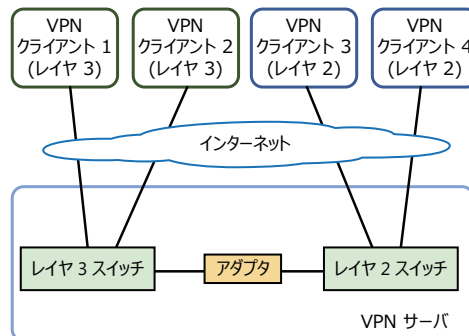 VPN
クライアント 1
(レイヤ 3)
VPN
クライアント 2
(レイヤ 3)
VPN
クライアント 3
(レイヤ 2)
VPN
クライアント 4
(レイヤ 2)
インターネット
レイヤ 3 スイッチ
アダプタ
レイヤ 2 スイッチ
VPN サーバ